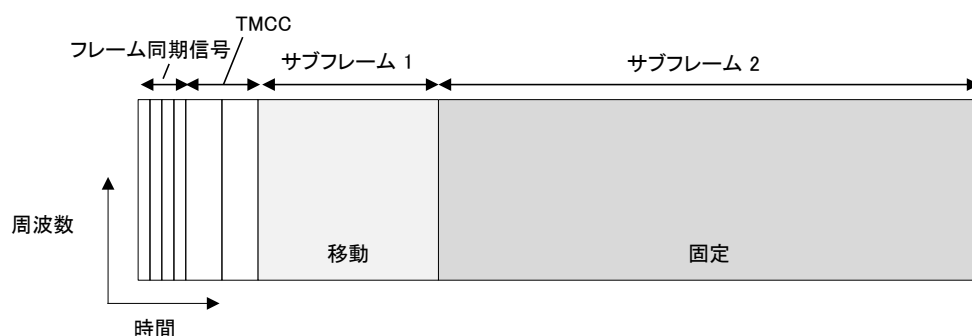 TMCC
フレーム同期信号
サブフレーム 1
サブフレーム 2
周波数
移動
固定
時間